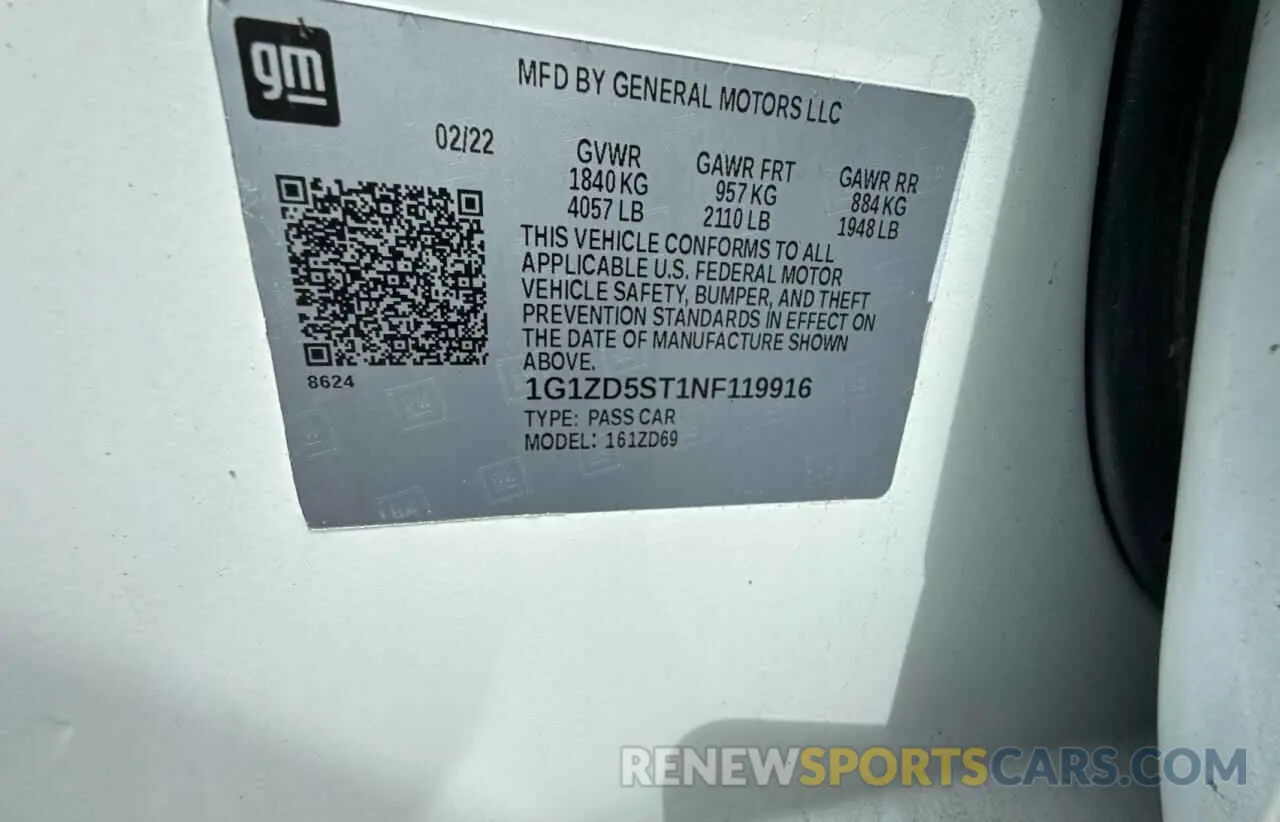 gm
MFD BY GENERAL MOTORS LLC
02/22
GVWR
1840 KG
4057 LB
GAWR FRT
957 KG
2110 LB
GAWR RR
884 KG
1948 LB
THIS VEHICLE CONFORMS TO ALL
APPLICABLE U.S. FEDERAL MOTOR
VEHICLE SAFETY, BUMPER, AND THEFT
PREVENTION STANDARDS IN EFFECT ON
THE DATE OF MANUFACTURE SHOWN
ABOVE.
8624
1G1ZD5ST1NF119916
TYPE: PASS CAR
MODEL: 161ZD69
RENEWSPORTSCARS.COM